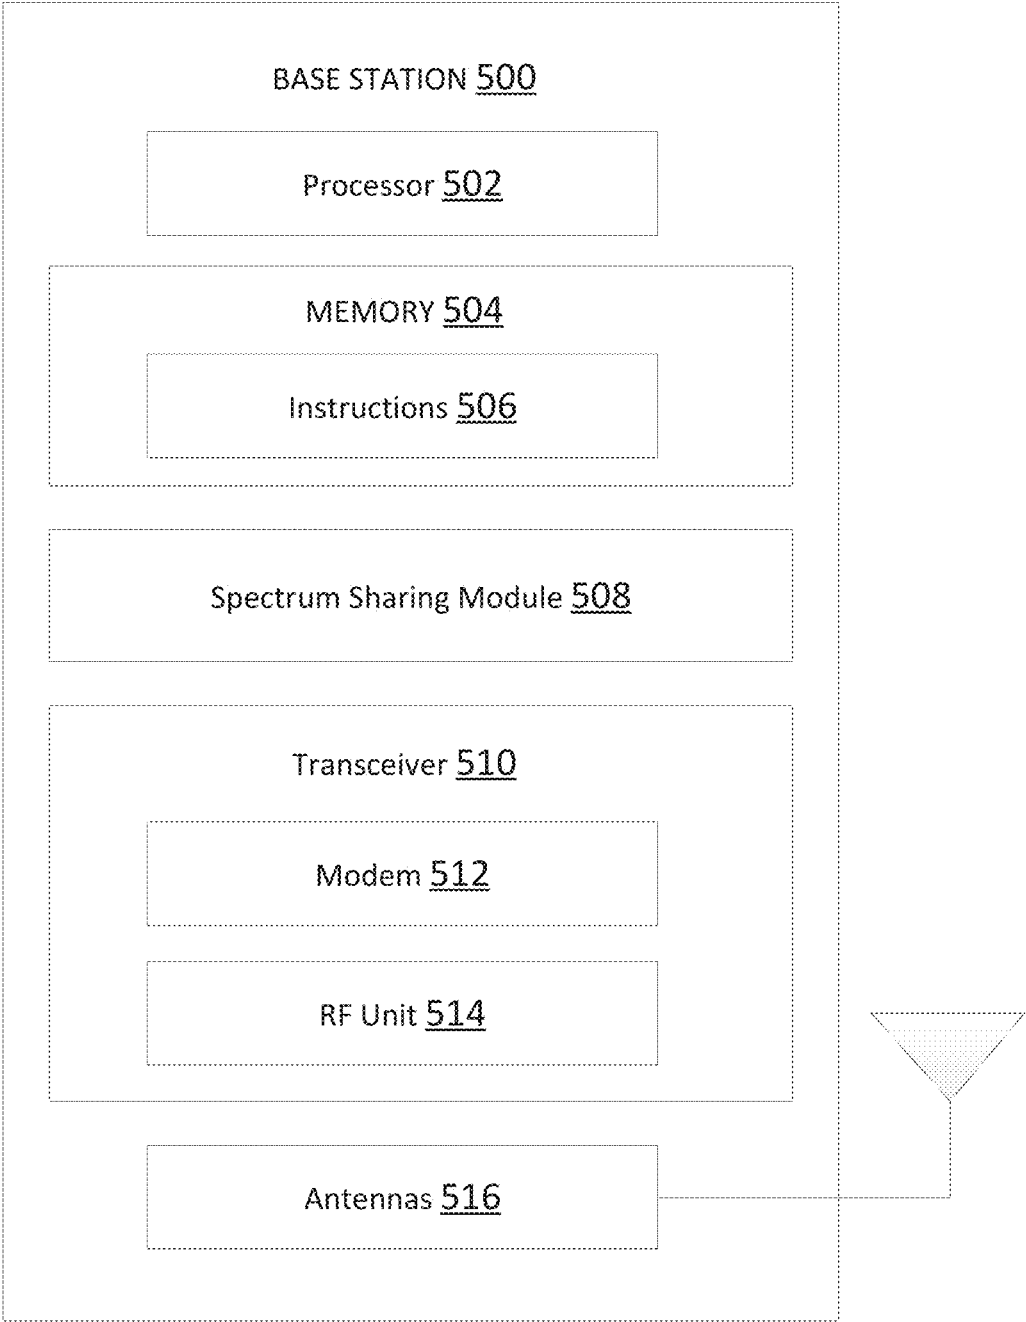 BASE STATION 500
Processor 502
MEMORY 504
Instructions 506
Spectrum Sharing Module 508
Transceiver 510
Modem 512
RF Unit 514
Antennas 516